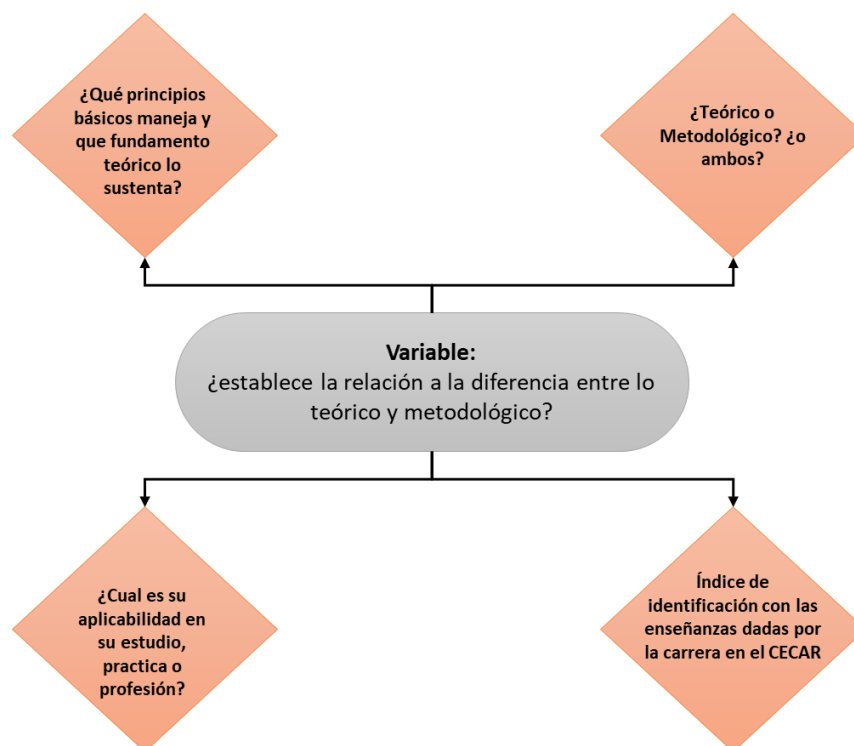 ¿Qué principios
básicos maneja y
que fundamento
teórico lo
sustenta?
¿Teórico o
Metodológico? ¿o
ambos?
Variable:
¿establece la relación a la diferencia entre lo
teórico y metodológico?
¿Cual es su
aplicabilidad en
su estudio,
practica o
profesión?
Índice de
identificación con las
enseñanzas dadas por
la carrera en el CECAR